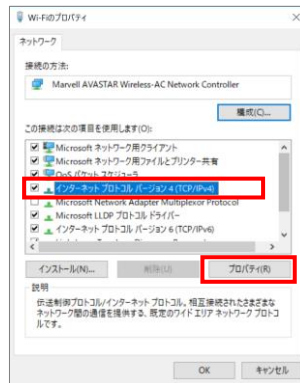 Wi-Fiのプロパティ
ネットワーク
接続の方法:
Marvell AVASTAR Wireless-AC Network Controller
構成(C)...
この接続は次の項目を使用します(O):
Microsoft ネットワーク用クライアント
Microsoft ネットワーク用ファイルとプリンター共有
QoS パケット スケジューラ
インターネット プロトコル バージョン 4 (TCP/IPv4)
Microsoft Network Adapter Multiplexor Protocol
Microsoft LLDP プロトコル ドライバー
インターネット プロトコル バージョン 6 (TCP/IPv6)
インストール(N)...
削除(U)
プロパティ(R)
説明
伝送制御プロトコル/インターネット プロトコル。相互接続されたさまざまな
ネットワーク間の通信を提供する、既定のワイド エリア ネットワーク プロトコ
ルです。
OK
キャンセル